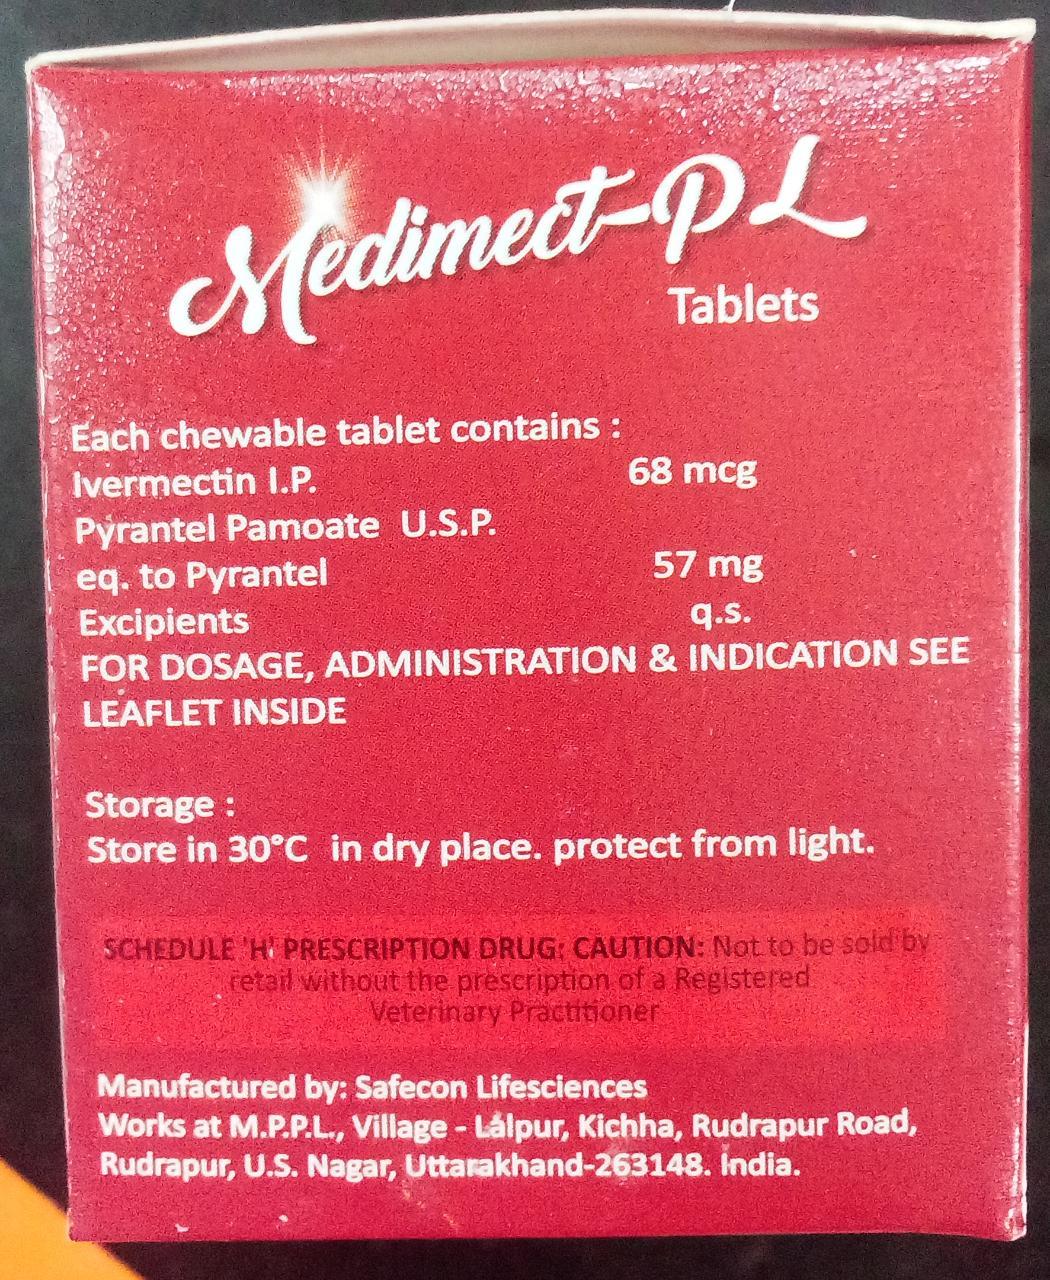 Medimect-PL
Tablets
Each chewable tablet contains :
Ivermectin I.P. 68 mcg
Pyrantel Pamoate U.S.P.
eq. to Pyrantel 57 mg
Excipients q.s.
FOR DOSAGE, ADMINISTRATION & INDICATION SEE
LEAFLET INSIDE
Storage :
Store in 30°C in dry place. protect from light.
SCHEDULE 'H' PRESCRIPTION DRUG: CAUTION: Not to be sold by
retail without the prescription of a Registered
Veterinary Practitioner
Manufactured by: Safecon Lifesciences
Works at M.P.P.L., Village - Lalpur, Kichha, Rudrapur Road,
Rudrapur, U.S. Nagar, Uttarakhand-263148. India.